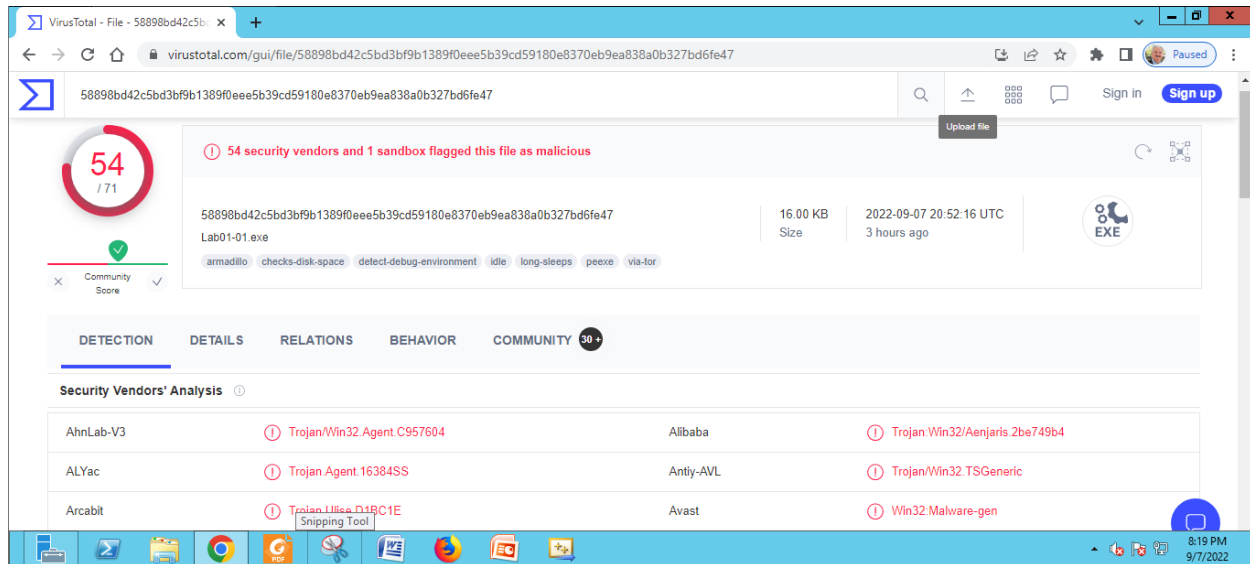 VirusTotal - File - 58898bd42c5b
virustotal.com/gui/file/58898bd42c5bd3bf9b1389f0eee5b39cd59180e8370eb9ea838a0b327bd6fe47
Paused
58898bd42c5bd3bf9b1389f0eee5b39cd59180e8370eb9ea838a0b327bd6fe47
Sign in
Sign up
Upload file
54
/ 71
54 security vendors and 1 sandbox flagged this file as malicious
58898bd42c5bd3bf9b1389f0eee5b39cd59180e8370eb9ea838a0b327bd6fe47
Lab01-01.exe
16.00 KB
Size
2022-09-07 20:52:16 UTC
3 hours ago
EXE
armadillo checks-disk-space detect-debug-environment idle long-sleeps peexe via-tor
Community
Score
DETECTION DETAILS RELATIONS BEHAVIOR COMMUNITY 30 +
Security Vendors' Analysis
AhnLab-V3 Trojan/Win32.Agent.C957604 Alibaba Trojan:Win32/Aenjaris.2be749b4
ALYac Trojan.Agent.16384SS Antiy-AVL Trojan/Win32.TSGeneric
Arcabit Trojan.Ulise.D1BC1E Avast Win32:Malware-gen
Snipping Tool
PDF
8:19 PM
9/7/2022